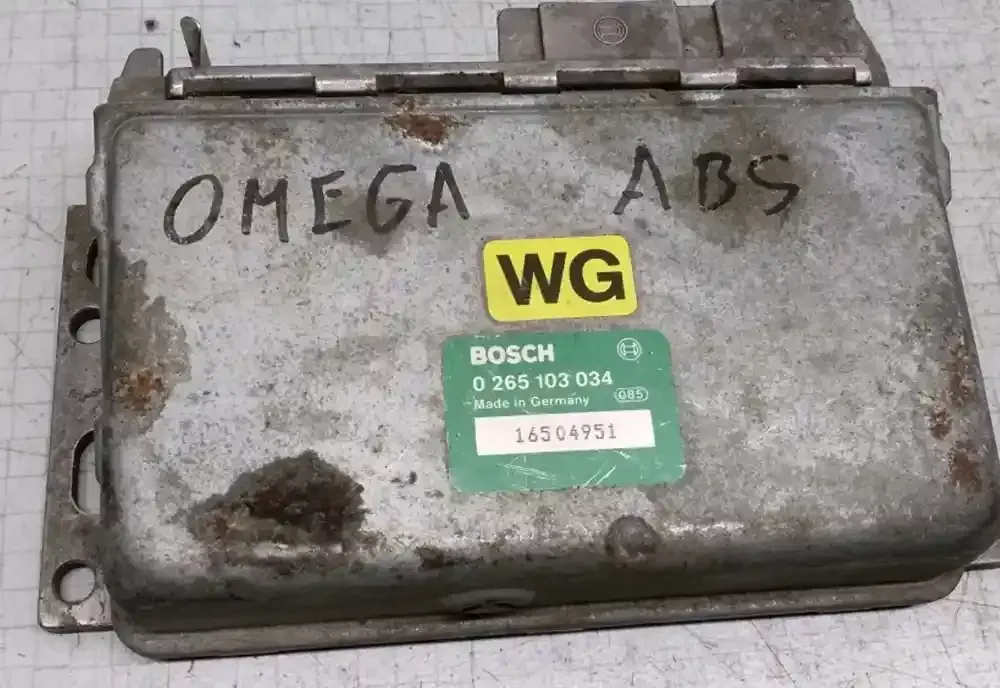 OMEGA ABS
WG
BOSCH
0 265 103 034
Made in Germany 085
16504951